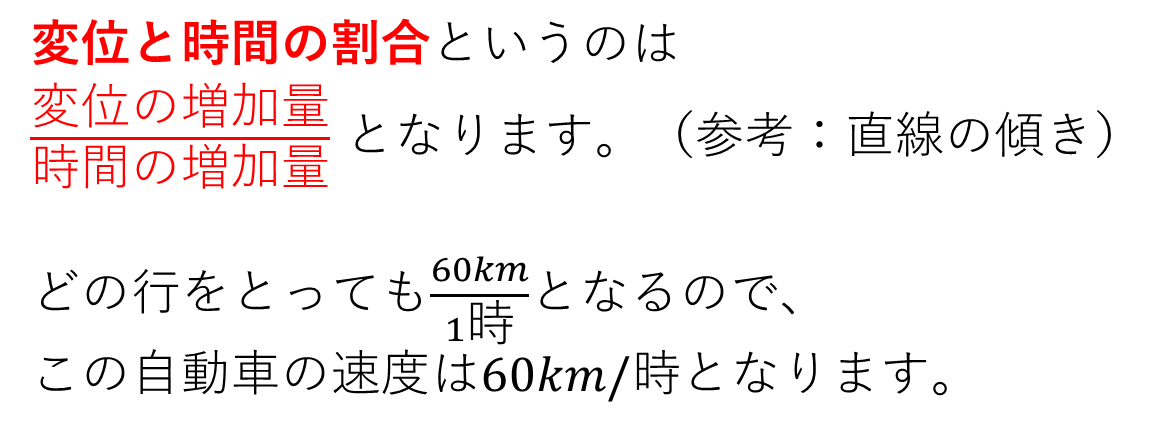 変位と時間の割合というのは
変位の増加量/時間の増加量 となります。（参考：直線の傾き）
どの行をとっても60km/1時となるので、
この自動車の速度は60km/時となります。